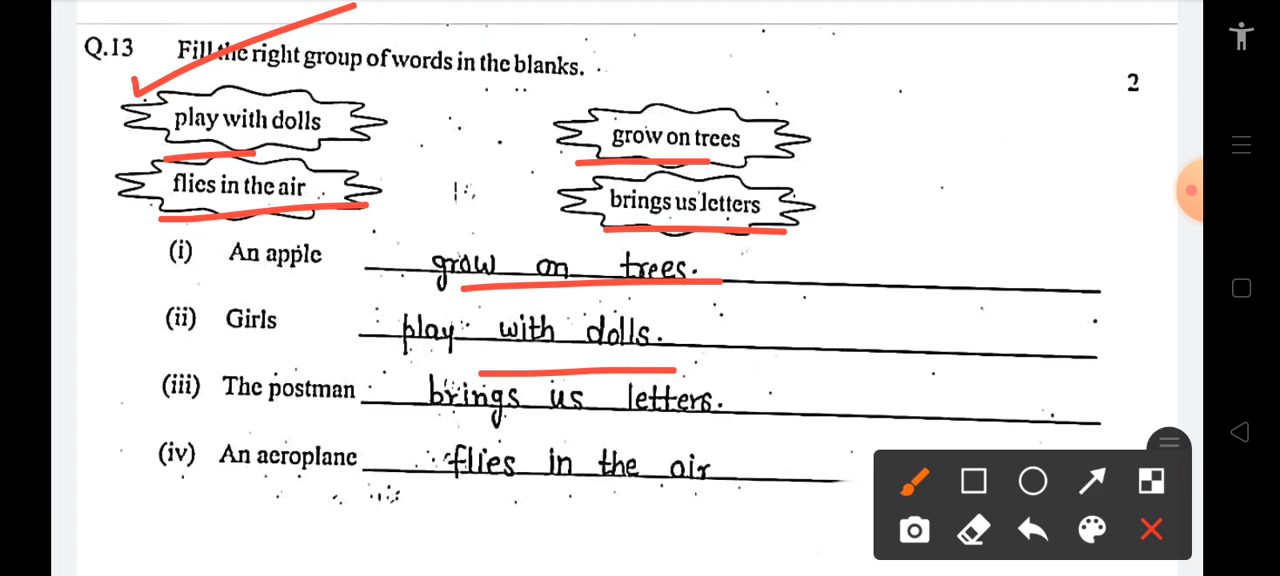 Q.13 Fill the right group of words in the blanks.
2
play with dolls
grow on trees
flies in the air
brings us letters
(i) An apple grow on trees.
(ii) Girls play with dolls.
(iii) The postman brings us letters.
(iv) An aeroplane flies in the air